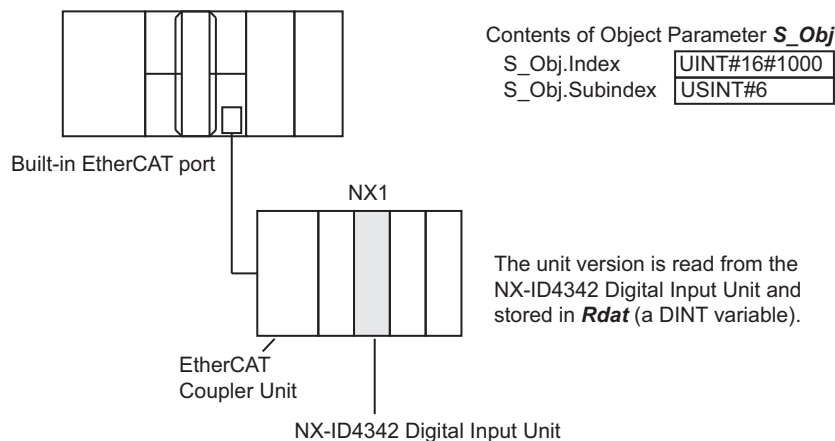 Contents of Object Parameter S_Obj
S_Obj.Index UINT#16#1000
S_Obj.Subindex USINT#6
Built-in EtherCAT port
NX1
The unit version is read from the
NX-ID4342 Digital Input Unit and
stored in Rdat (a DINT variable).
EtherCAT
Coupler Unit
NX-ID4342 Digital Input Unit